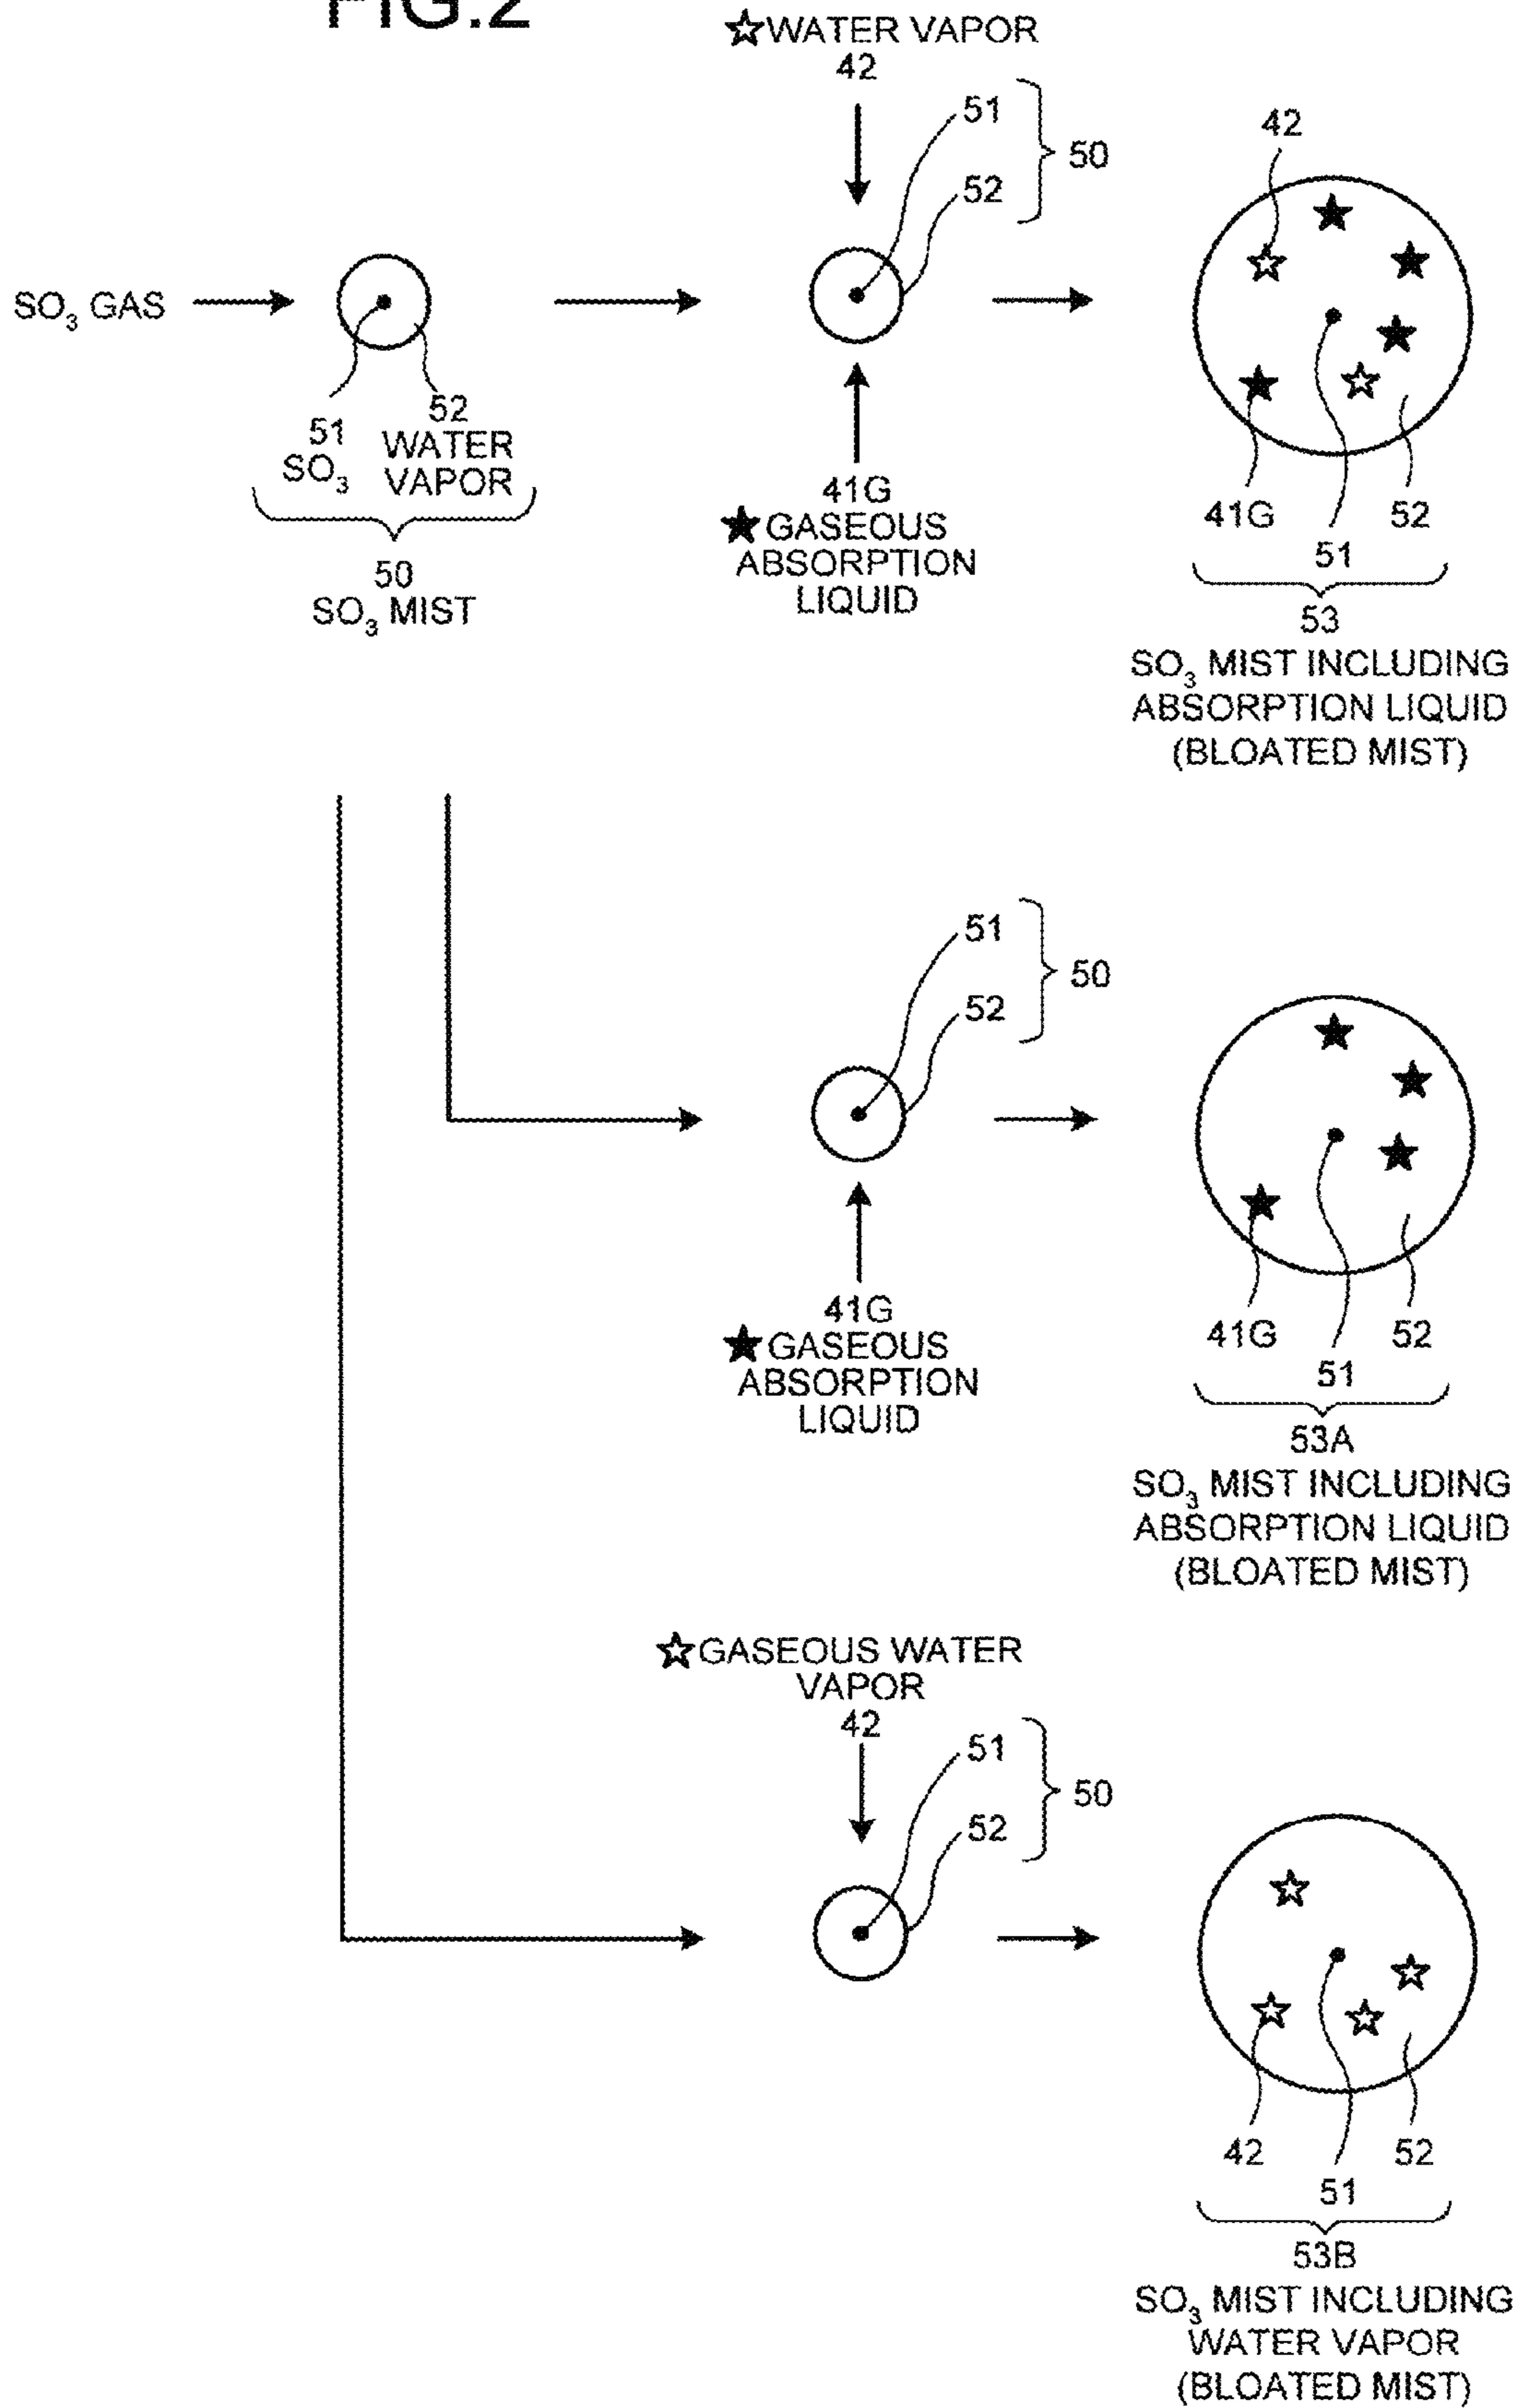 FIG.2
☆WATER VAPOR
42
51
52
50
42
SO₃ GAS
51
SO₃
52
WATER
VAPOR
50
SO₃ MIST
41G
★GASEOUS
ABSORPTION
LIQUID
41G
51
52
53
SO₃ MIST INCLUDING
ABSORPTION LIQUID
(BLOATED MIST)
51
52
50
41G
★GASEOUS
ABSORPTION
LIQUID
41G
51
52
53A
SO₃ MIST INCLUDING
ABSORPTION LIQUID
(BLOATED MIST)
☆GASEOUS WATER
VAPOR
42
51
52
50
42
51
52
53B
SO₃ MIST INCLUDING
WATER VAPOR
(BLOATED MIST)